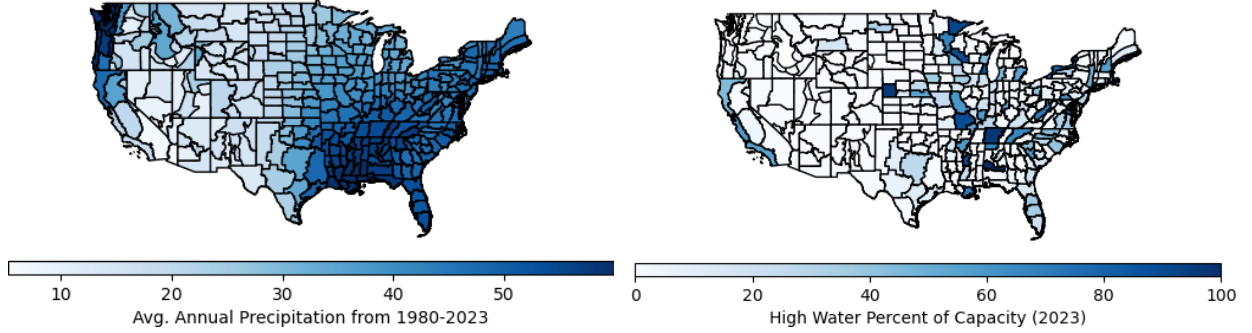 10 20 30 40 50
Avg. Annual Precipitation from 1980-2023
0 20 40 60 80 100
High Water Percent of Capacity (2023)